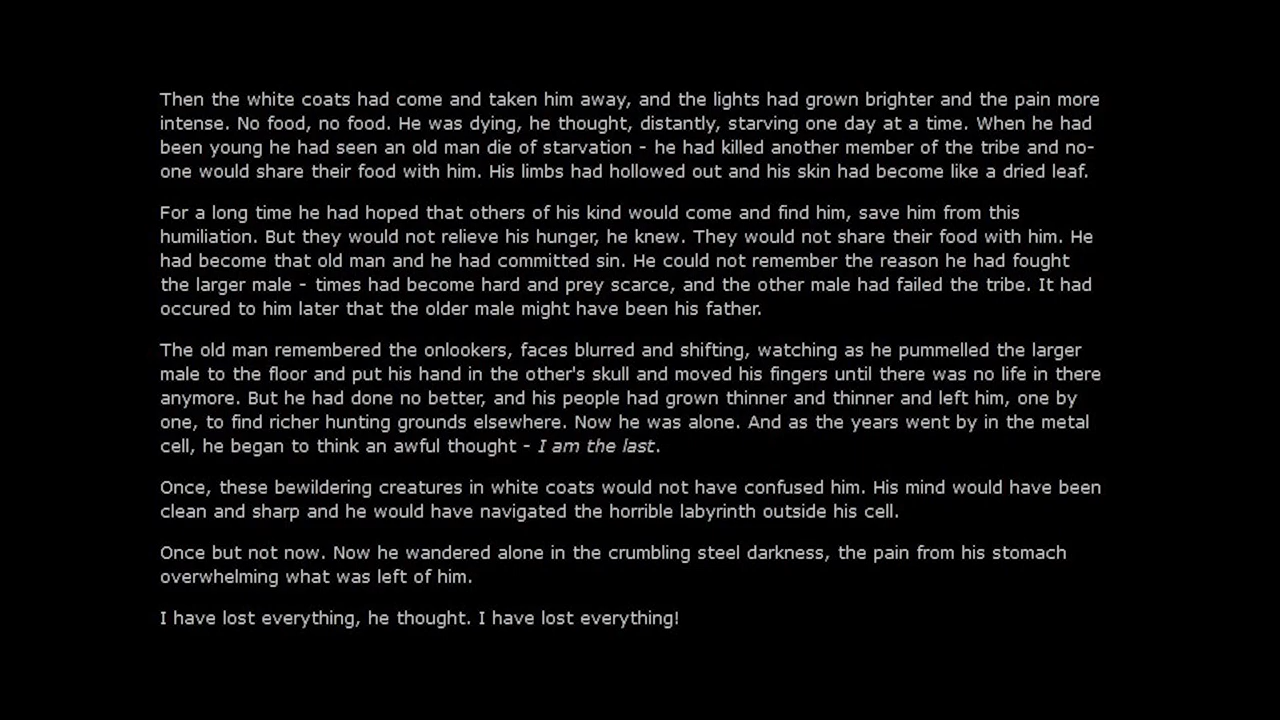 Then the white coats had come and taken him away, and the lights had grown brighter and the pain more
intense. No food, no food. He was dying, he thought, distantly, starving one day at a time. When he had
been young he had seen an old man die of starvation - he had killed another member of the tribe and no-
one would share their food with him. His limbs had hollowed out and his skin had become like a dried leaf.
For a long time he had hoped that others of his kind would come and find him, save him from this
humiliation. But they would not relieve his hunger, he knew. They would not share their food with him. He
had become that old man and he had committed sin. He could not remember the reason he had fought
the larger male - times had become hard and prey scarce, and the other male had failed the tribe. It had
occured to him later that the older male might have been his father.
The old man remembered the onlookers, faces blurred and shifting, watching as he pummelled the larger
male to the floor and put his hand in the other's skull and moved his fingers until there was no life in there
anymore. But he had done no better, and his people had grown thinner and thinner and left him, one by
one, to find richer hunting grounds elsewhere. Now he was alone. And as the years went by in the metal
cell, he began to think an awful thought - I am the last.
Once, these bewildering creatures in white coats would not have confused him. His mind would have been
clean and sharp and he would have navigated the horrible labyrinth outside his cell.
Once but not now. Now he wandered alone in the crumbling steel darkness, the pain from his stomach
overwhelming what was left of him.
I have lost everything, he thought. I have lost everything!